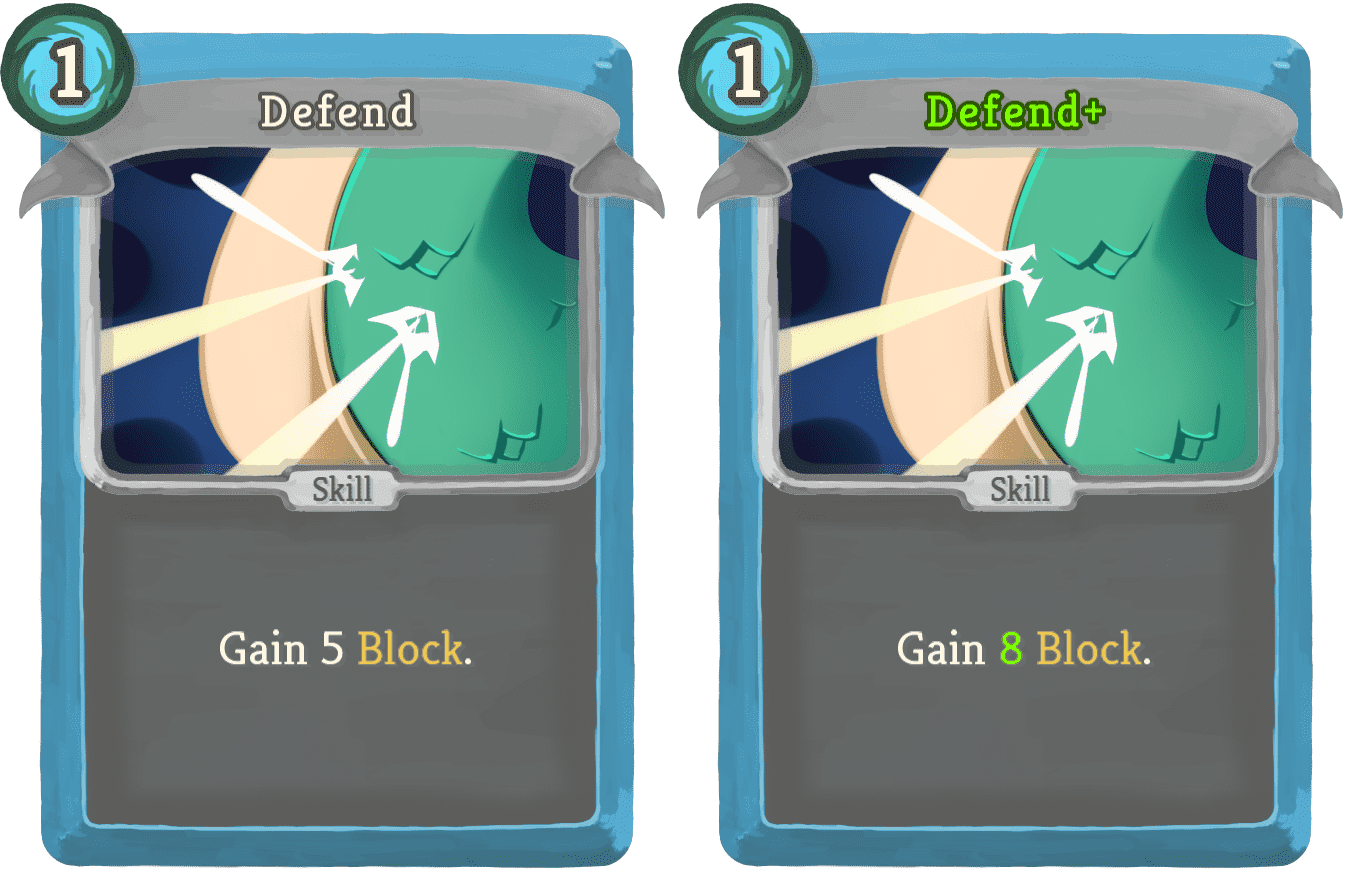 1
Defend
Skill
Gain 5 Block.
1
Defend+
Skill
Gain 8 Block.